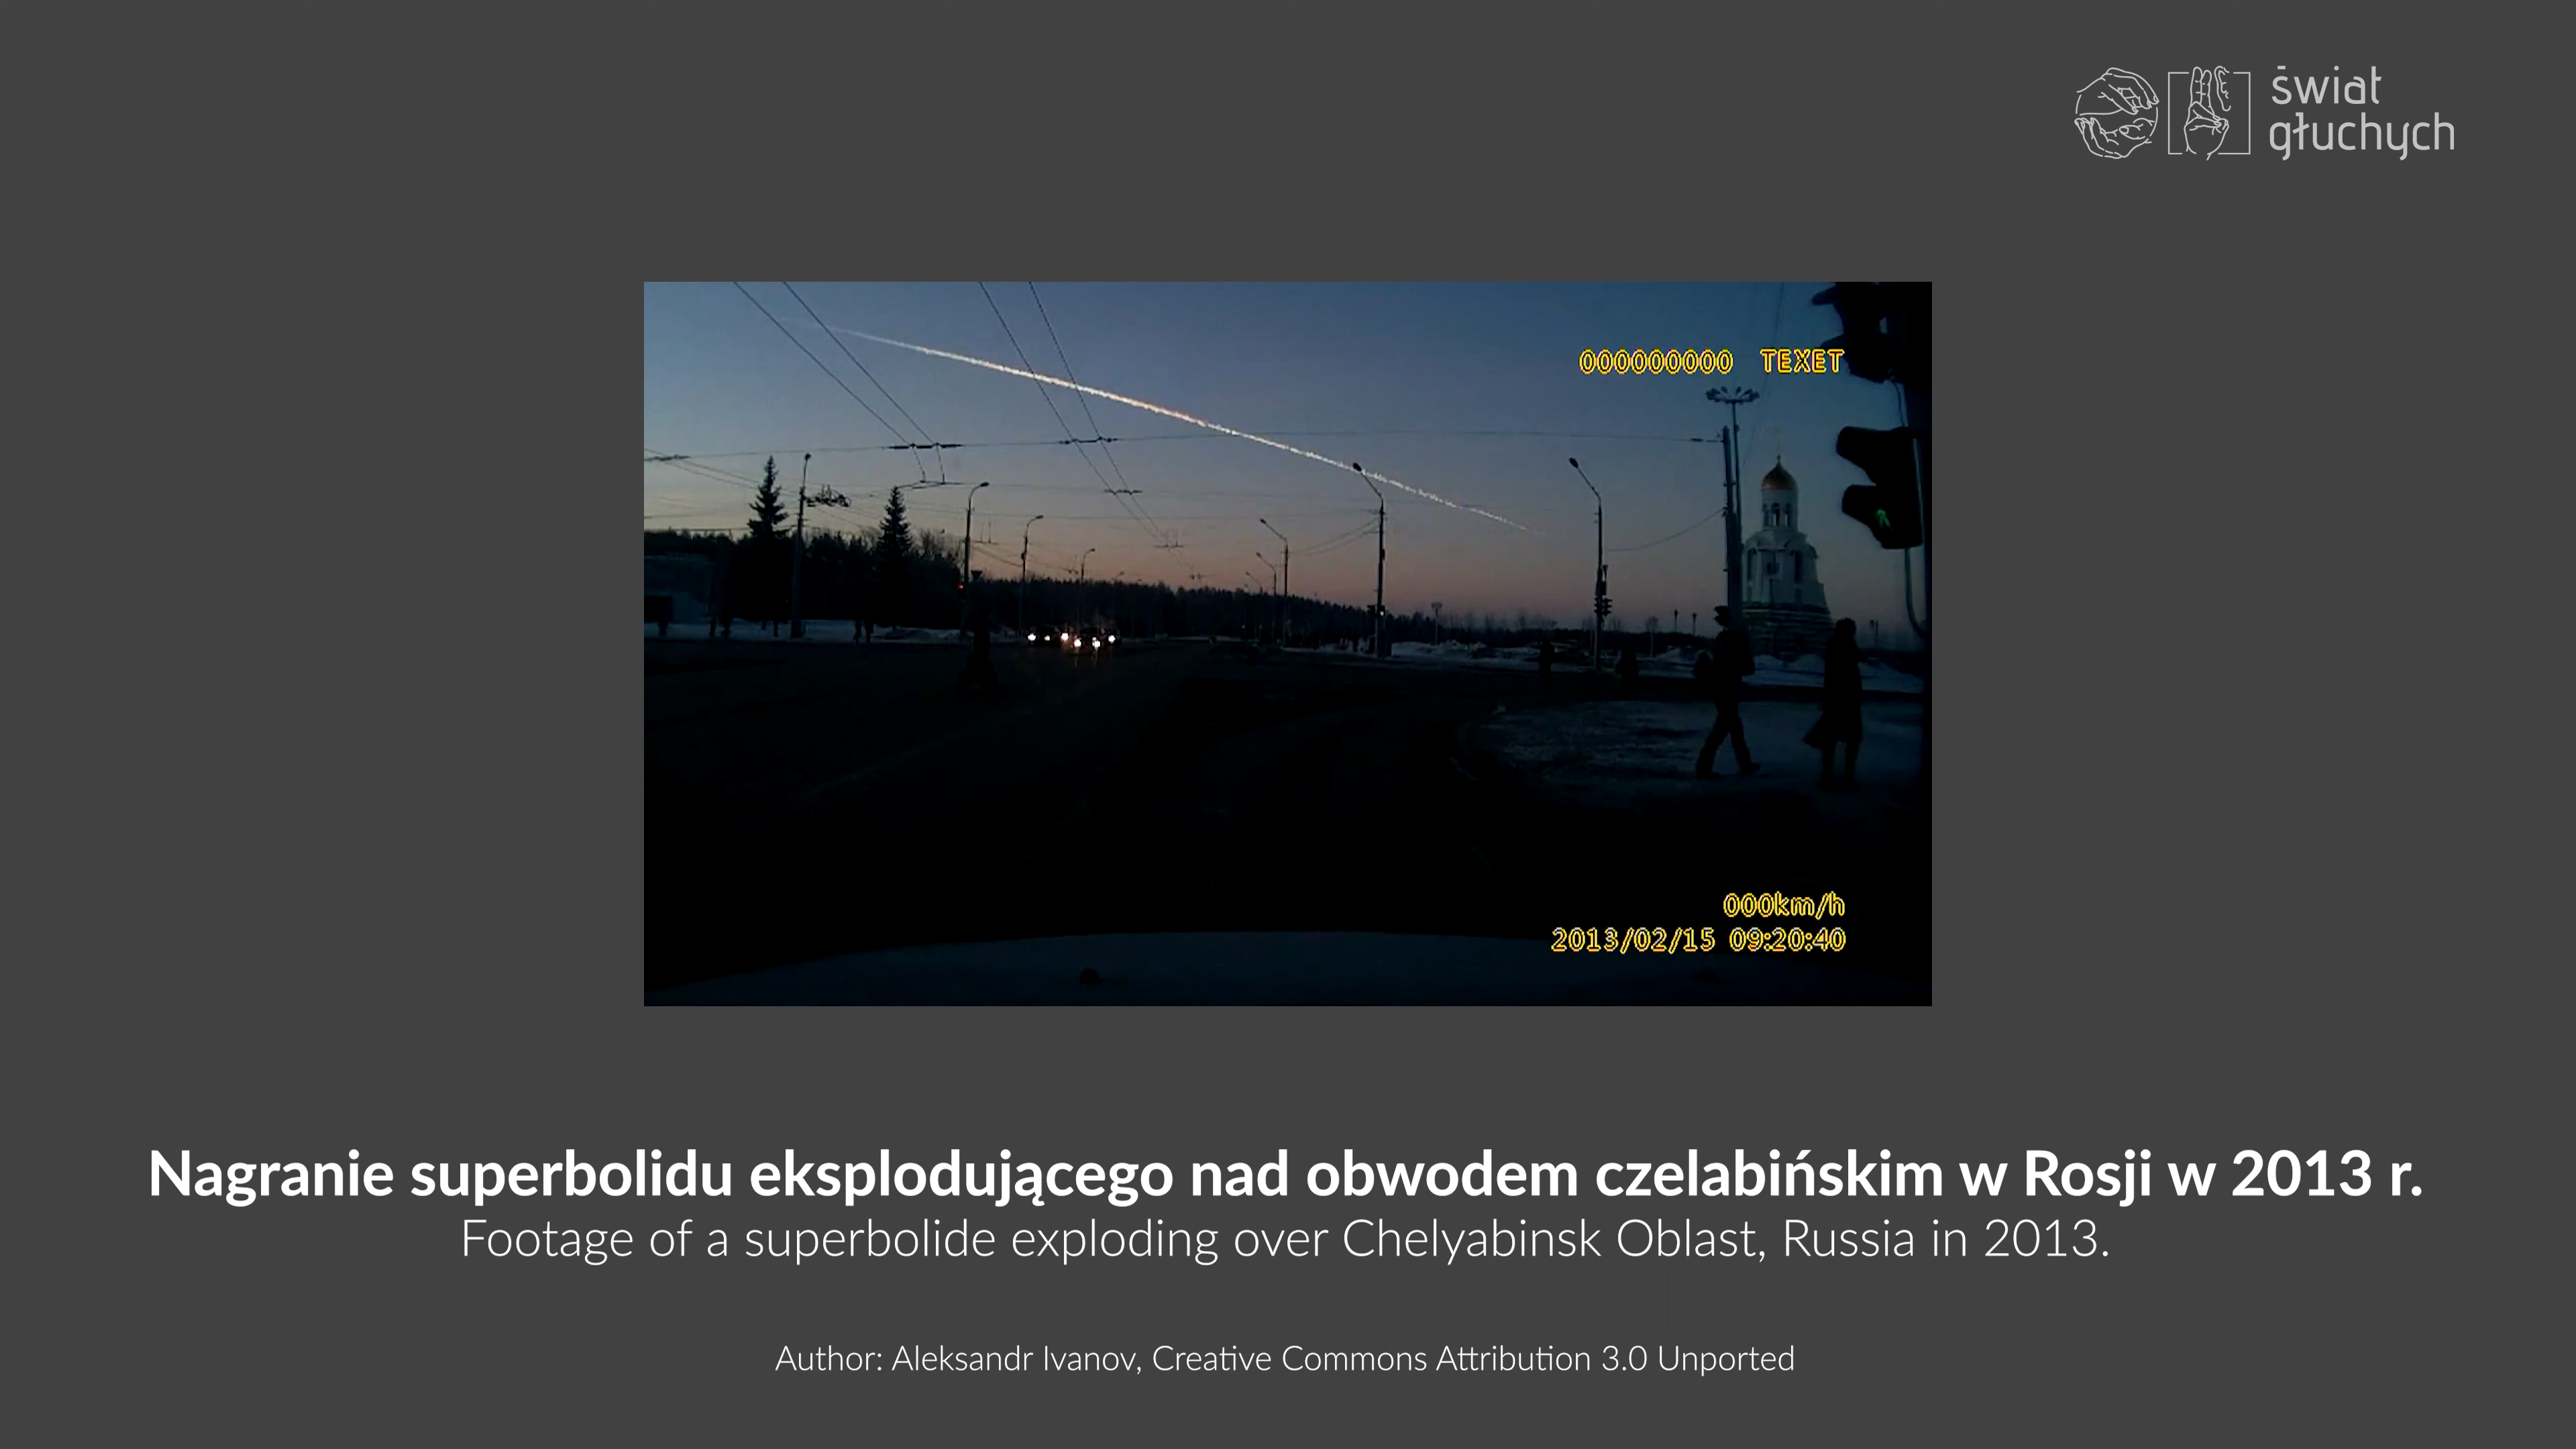 świat
głuchych
000000000 TEXET
000km/h
2013/02/15 09:20:40
Nagranie superbolidu eksplodującego nad obwodem czelabińskim w Rosji w 2013 r.
Footage of a superbolide exploding over Chelyabinsk Oblast, Russia in 2013.
Author: Aleksandr Ivanov, Creative Commons Attribution 3.0 Unported